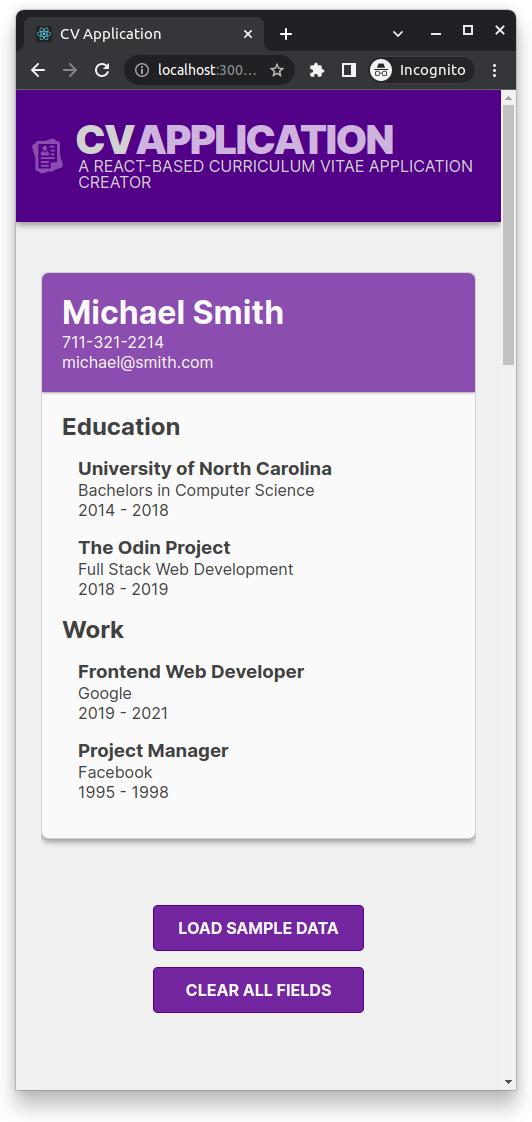 CV Application
localhost:300…
Incognito
CVAPPLICATION
A REACT-BASED CURRICULUM VITAE APPLICATION
CREATOR
Michael Smith
711-321-2214
michael@smith.com
Education
University of North Carolina
Bachelors in Computer Science
2014 - 2018
The Odin Project
Full Stack Web Development
2018 - 2019
Work
Frontend Web Developer
Google
2019 - 2021
Project Manager
Facebook
1995 - 1998
LOAD SAMPLE DATA
CLEAR ALL FIELDS